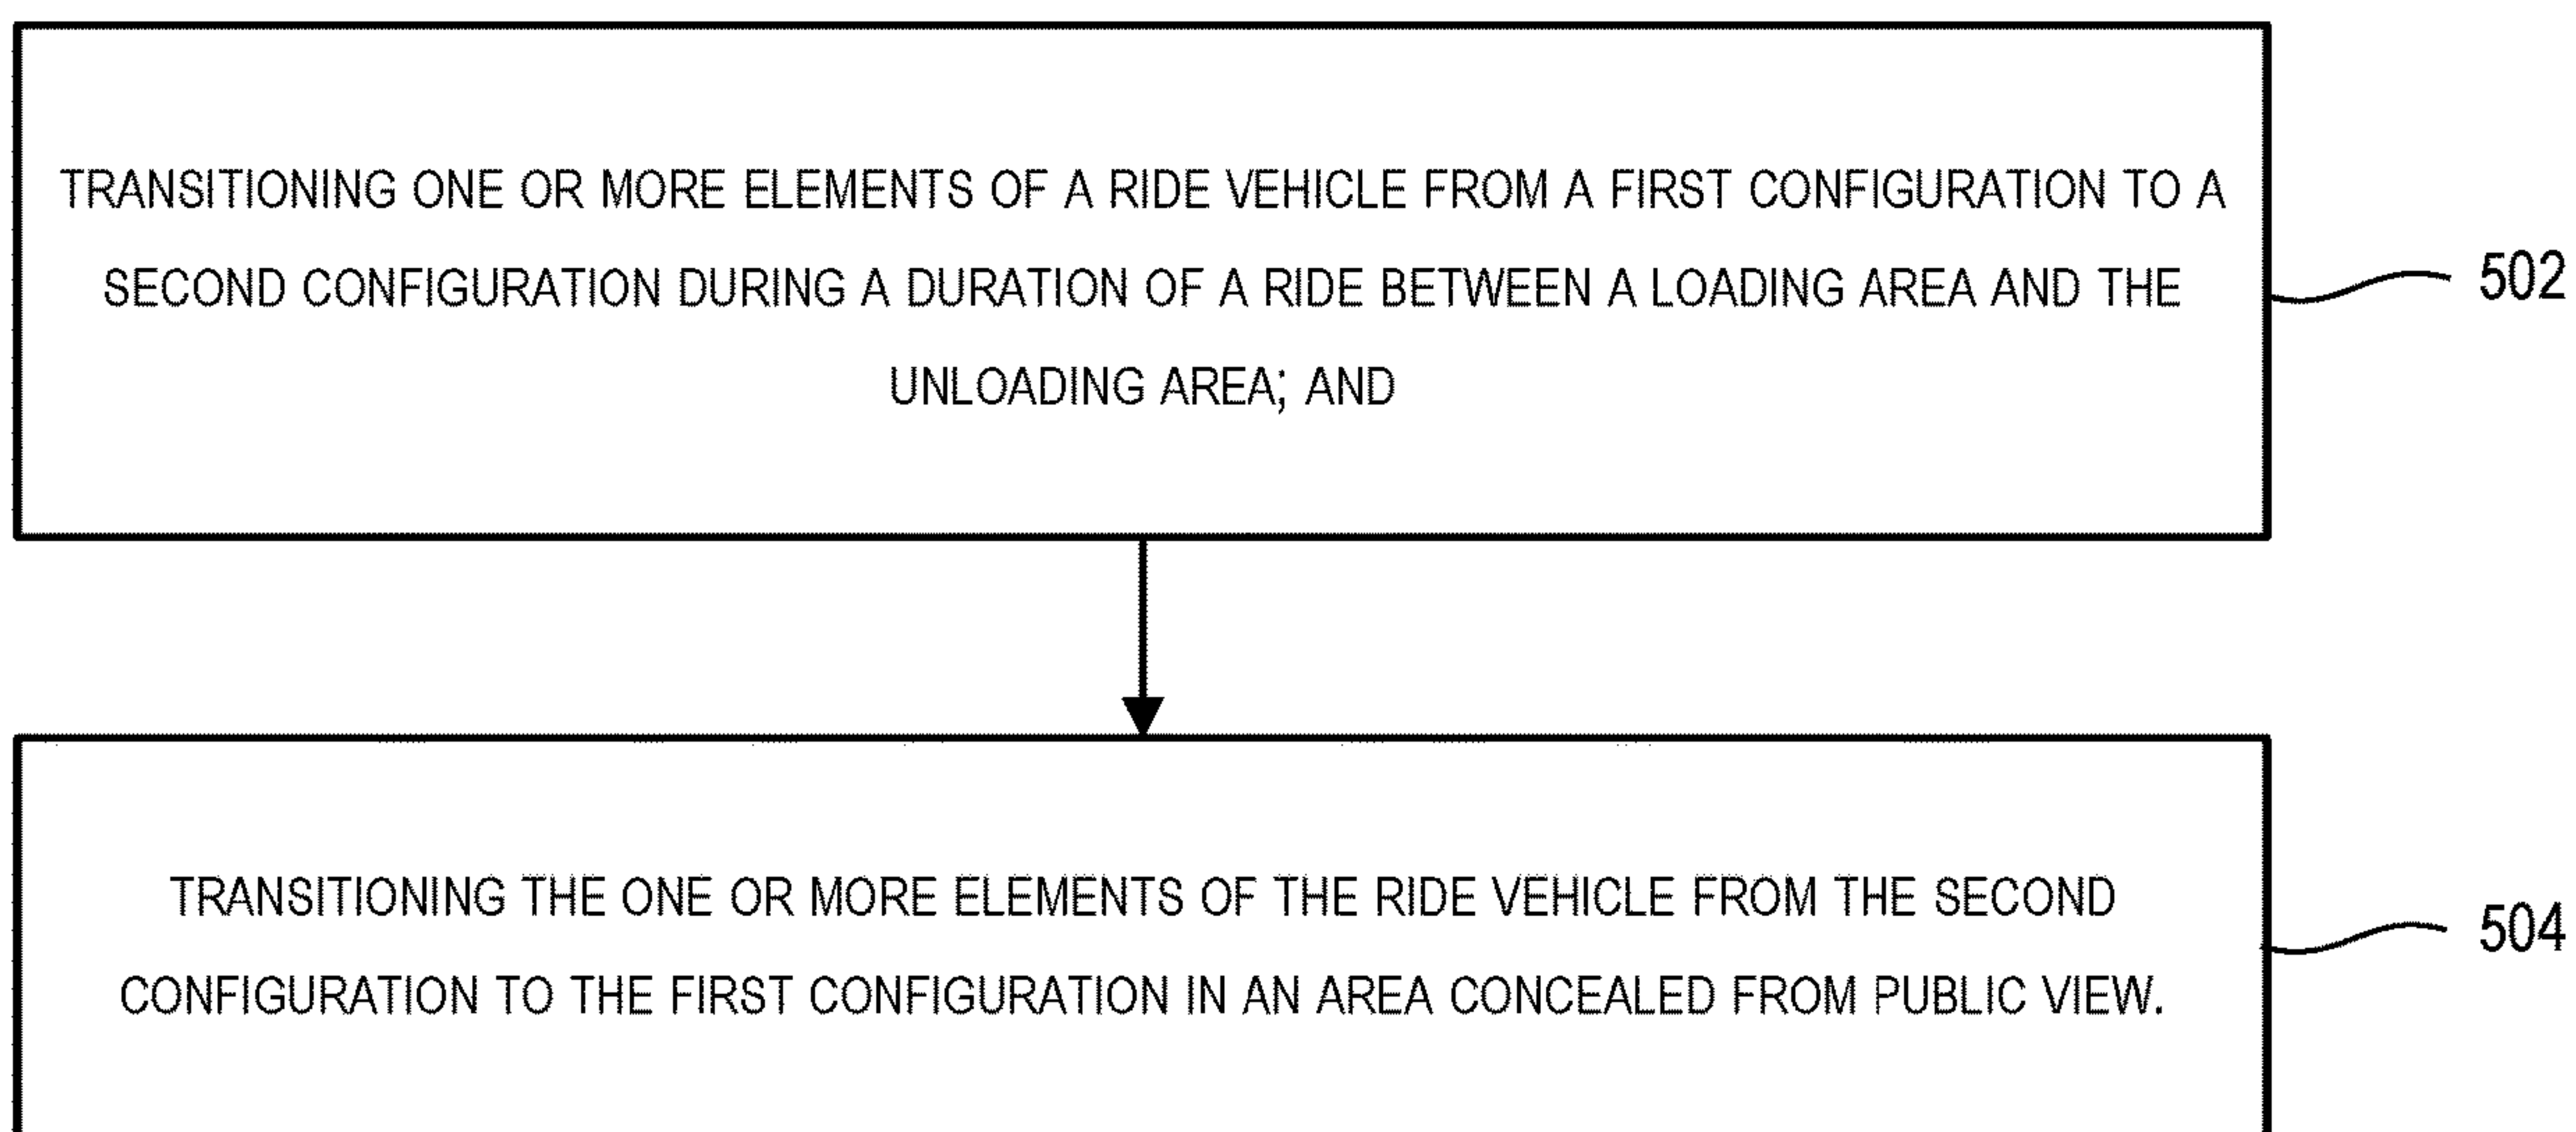 TRANSITIONING ONE OR MORE ELEMENTS OF A RIDE VEHICLE FROM A FIRST CONFIGURATION TO A
SECOND CONFIGURATION DURING A DURATION OF A RIDE BETWEEN A LOADING AREA AND THE
UNLOADING AREA; AND
502
TRANSITIONING THE ONE OR MORE ELEMENTS OF THE RIDE VEHICLE FROM THE SECOND
CONFIGURATION TO THE FIRST CONFIGURATION IN AN AREA CONCEALED FROM PUBLIC VIEW.
504